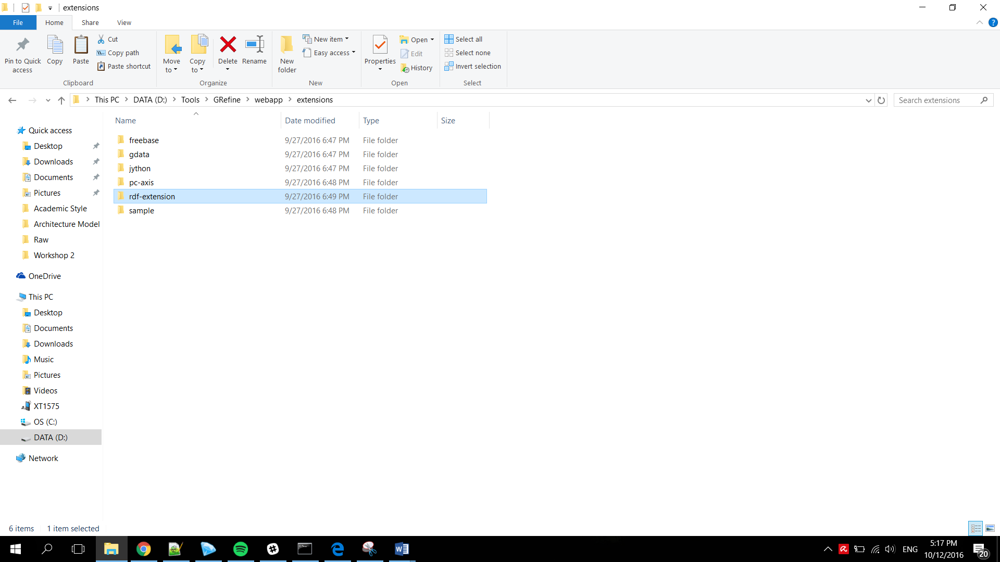 extensions
File Home Share View
Pin to Quick access
Copy
Paste
Cut
Copy path
Paste shortcut
Clipboard
Move to
Copy to
Delete
Rename
Organize
New folder
New item
Easy access
New
Properties
Open
Edit
History
Open
Select all
Select none
Invert selection
Select
This PC DATA (D:) Tools GRefine webapp extensions
Search extensions
Name Date modified Type Size
freebase 9/27/2016 6:47 PM File folder
gdata 9/27/2016 6:47 PM File folder
jython 9/27/2016 6:47 PM File folder
pc-axis 9/27/2016 6:48 PM File folder
rdf-extension 9/27/2016 6:49 PM File folder
sample 9/27/2016 6:48 PM File folder
Quick access
Desktop
Downloads
Documents
Pictures
Academic Style
Architecture Model
Raw
Workshop 2
OneDrive
This PC
Desktop
Documents
Downloads
Music
Pictures
Videos
XT1575
OS (C:)
DATA (D:)
Network
6 items 1 item selected
ENG
5:17 PM
10/12/2016
20